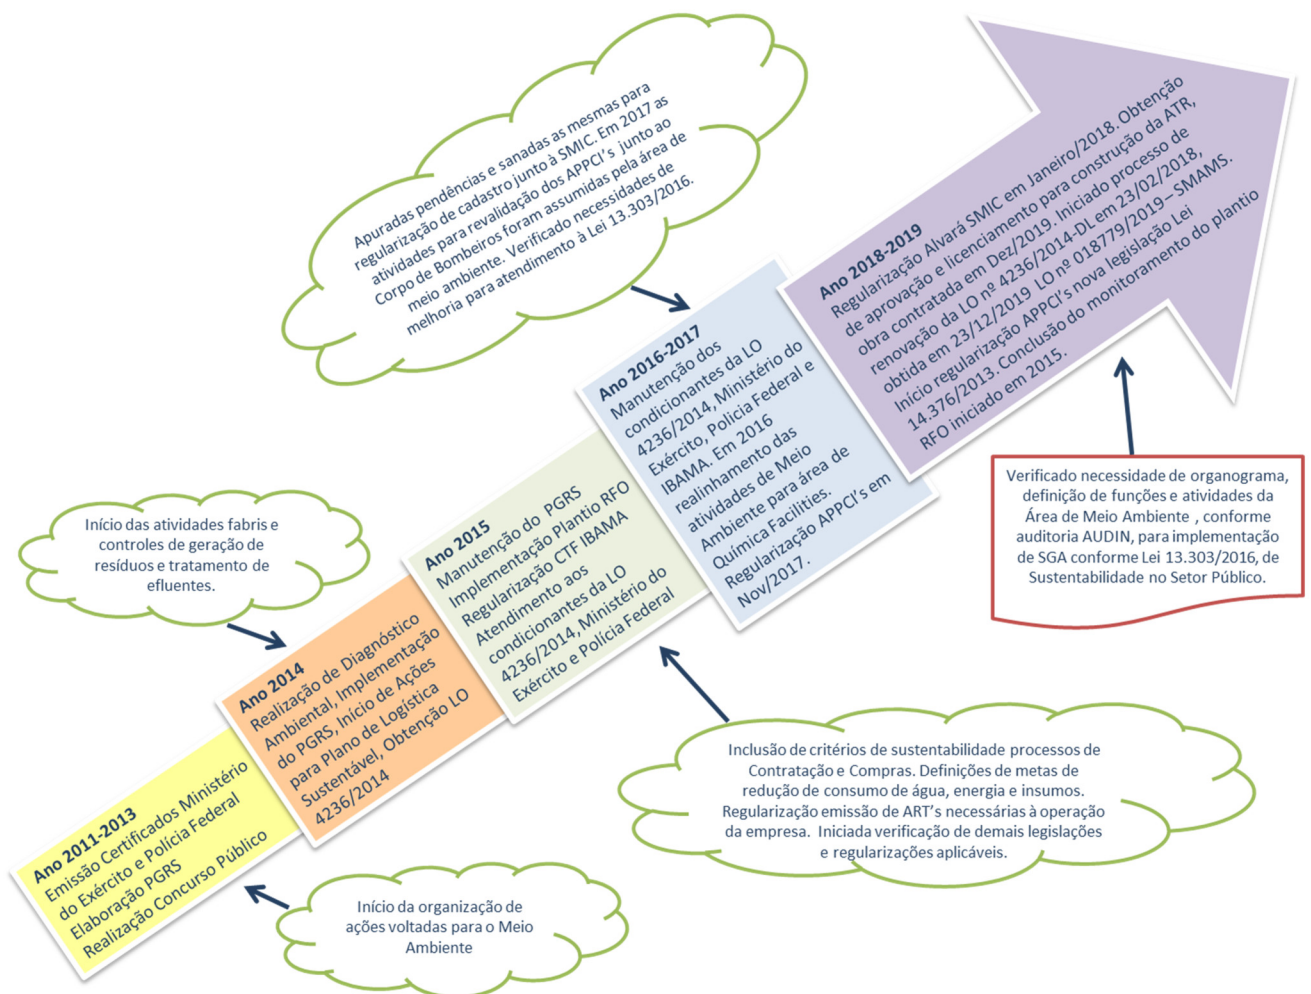 Apuradas pendências e sanadas as mesmas para
regularização de cadastro junto à SMIC. Em 2017 as
atividades para revalidação dos APPCI's junto ao
Corpo de Bombeiros foram assumidas pela área de
meio ambiente. Verificado necessidades de
melhoria para atendimento à Lei 13.303/2016.
Ano 2018-2019
Regularização Alvará SMIC em Janeiro/2018. Obtenção
de aprovação e licenciamento para construção da ATR,
obra contratada em Dez/2019. Iniciado processo de
renovação da LO nº 4236/2014-DL em 23/02/2018,
obtida em 23/12/2019 LO nº 018779/2019– SMAMS.
Início regularização APPCI's nova legislação Lei
14.376/2013. Conclusão do monitoramento do plantio
RFO iniciado em 2015.
Ano 2016-2017
Manutenção dos
condicionantes da LO
4236/2014, Ministério do
Exército, Policia Federal e
IBAMA. Em 2016
realinhamento das
atividades de Meio
Ambiente para área de
Química Facilities.
Regularização APPCI's em
Nov/2017.
Verificado necessidade de organograma,
definição de funções e atividades da
Área de Meio Ambiente , conforme
auditoria AUDIN, para implementação
de SGA conforme Lei 13.303/2016, de
Sustentabilidade no Setor Público.
Início das atividades fabris e
controles de geração de
resíduos e tratamento de
efluentes.
Ano 2015
Manutenção do PGRS
Implementação Plantio RFO
Regularização CTF IBAMA
Atendimento aos
condicionantes da LO
4236/2014, Ministério do
Exército e Polícia Federal
Ano 2014
Realização de Diagnóstico
Ambiental, Implementação
do PGRS, Início de Ações
para Plano de Logística
Sustentável, Obtenção LO
4236/2014
Inclusão de critérios de sustentabilidade processos de
Contratação e Compras. Definições de metas de
redução de consumo de água, energia e insumos.
Regularização emissão de ART's necessárias à operação
da empresa. Iniciada verificação de demais legislações
e regularizações aplicáveis.
Ano 2011-2013
Emissão Certificados Ministério
do Exército e Polícia Federal
Elaboração PGRS
Realização Concurso Público
Início da organização de
ações voltadas para o Meio
Ambiente